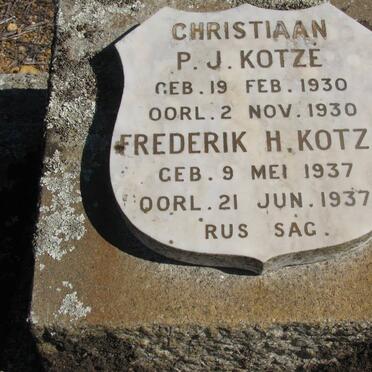 CHRISTIAAN
P. J. KOTZE
GEB. 19 FEB. 1930
OORL. 2 NOV. 1930
FREDERIK H. KOTZ
GEB. 9 MEI 1937
OORL. 21 JUN. 1937
RUS SAG.